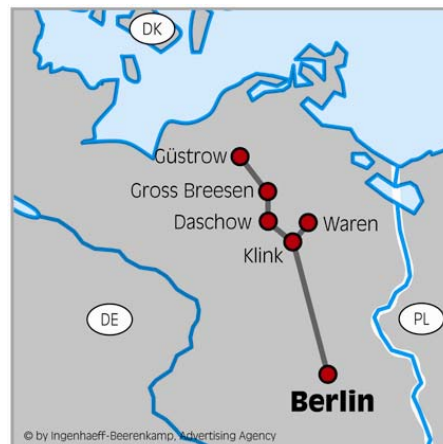 DK
Güstrow
Gross Breesen
Daschow
Waren
Klink
DE
PL
Berlin
© by Ingenhaeff-Beerenkamp, Advertising Agency